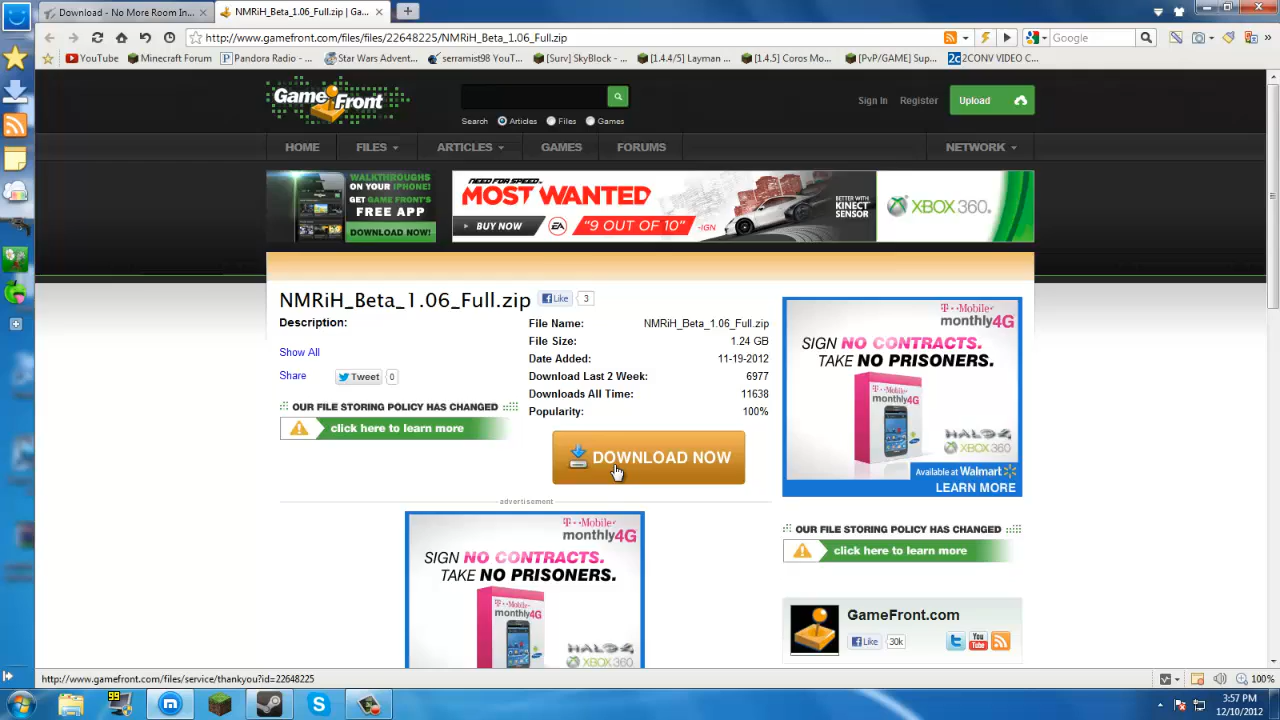 Download - No More Room In...
NMRiH_Beta_1.06_Full.zip | Ga...
http://www.gamefront.com/files/files/22648225/NMRiH_Beta_1.06_Full.zip
Google
YouTube
Minecraft Forum
Pandora Radio - ...
Star Wars Advent...
serramist98 YouT...
[Surv] SkyBlock - ...
[1.4.4/5] Layman ...
[1.4.5] Coros Mo...
[PvP/GAME] Sup...
2CONV VIDEO C...
Game Front
Search
Articles
Files
Games
Sign In
Register
Upload
HOME
FILES
ARTICLES
GAMES
FORUMS
NETWORK
WALKTHROUGHS
ON YOUR IPHONE!
GET GAME FRONT'S
FREE APP
DOWNLOAD NOW!
NEED FOR SPEED
MOST WANTED
BUY NOW
EA
"9 OUT OF 10" -IGN
BETTER WITH
KINECT
SENSOR
XBOX 360.
NMRiH_Beta_1.06_Full.zip
Like
3
Description:
Show All
Share
Tweet
0
OUR FILE STORING POLICY HAS CHANGED
click here to learn more
File Name: NMRiH_Beta_1.06_Full.zip
File Size: 1.24 GB
Date Added: 11-19-2012
Download Last 2 Week: 6977
Downloads All Time: 11638
Popularity: 100%
DOWNLOAD NOW
advertisement
T-Mobile
monthly4G
SIGN NO CONTRACTS.
TAKE NO PRISONERS.
T-Mobile
monthly4G
HALO 4
XBOX 360
T-Mobile
monthly4G
SIGN NO CONTRACTS.
TAKE NO PRISONERS.
T-Mobile
monthly4G
HALO 4
XBOX 360
Available at Walmart
LEARN MORE
OUR FILE STORING POLICY HAS CHANGED
click here to learn more
GameFront.com
Like
30k
You
Tube
http://www.gamefront.com/files/service/thankyou?id=22648225
100%
99
3:57 PM
12/10/2012